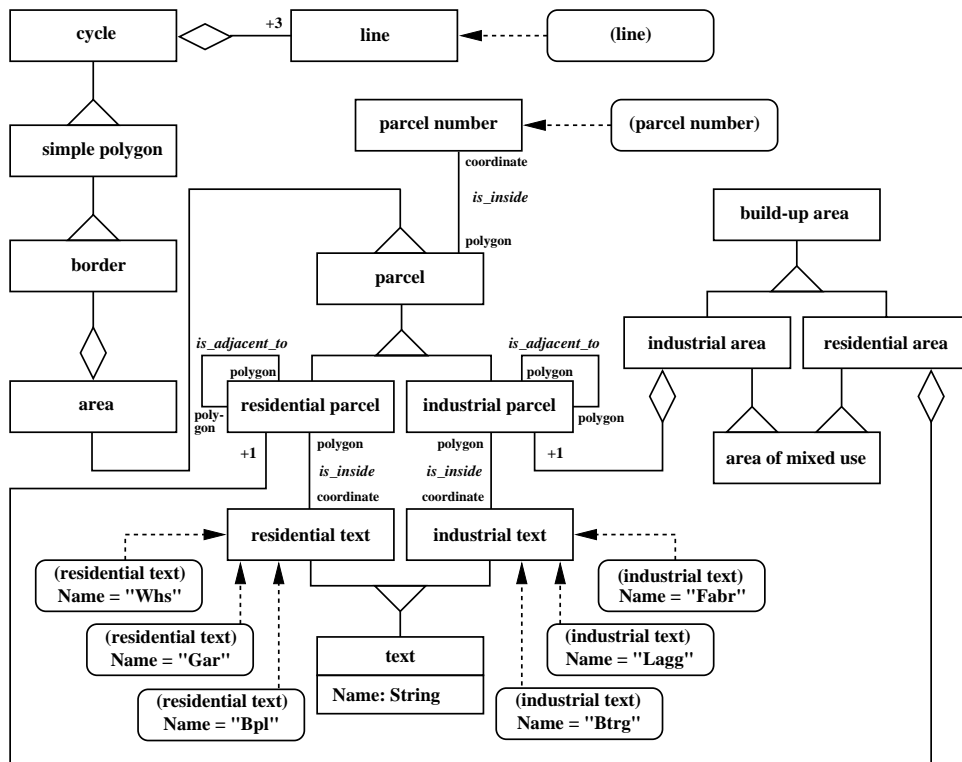 cycle
+3
line
(line)
parcel number
(parcel number)
coordinate
simple polygon
is_inside
build-up area
polygon
border
parcel
is_adjacent_to
is_adjacent_to
industrial area
residential area
polygon
polygon
area
residential parcel
industrial parcel
poly-
gon
polygon
polygon
polygon
+1
+1
area of mixed use
is_inside
is_inside
coordinate
coordinate
residential text
industrial text
(residential text)
Name = "Whs"
(industrial text)
Name = "Fabr"
(residential text)
Name = "Gar"
(industrial text)
Name = "Lagg"
text
Name: String
(residential text)
Name = "Bpl"
(industrial text)
Name = "Btrg"